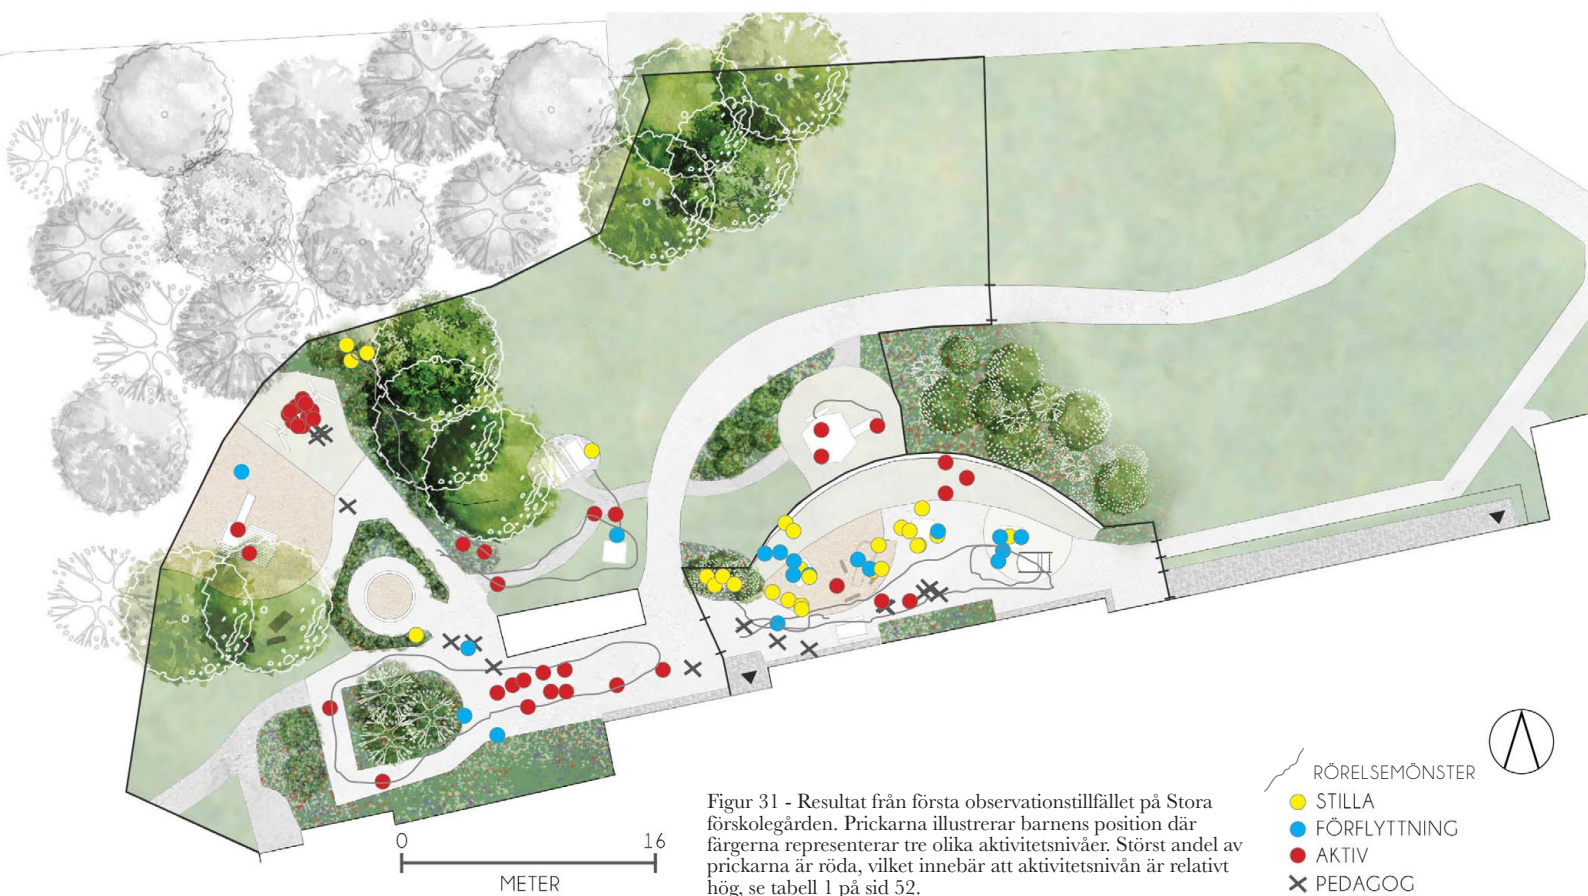 0 16
METER
Figur 31 - Resultat från första observationstillfället på Stora
förskolegården. Prickarna illustrerar barnens position där
färgerna representerar tre olika aktivitetsnivåer. Störst andel av
prickarna är röda, vilket innebär att aktivitetsnivån är relativt
hög, se tabell 1 på sid 52.
RÖRELSEMÖNSTER
STILLA
FÖRFLYTTNING
AKTIV
PEDAGOG